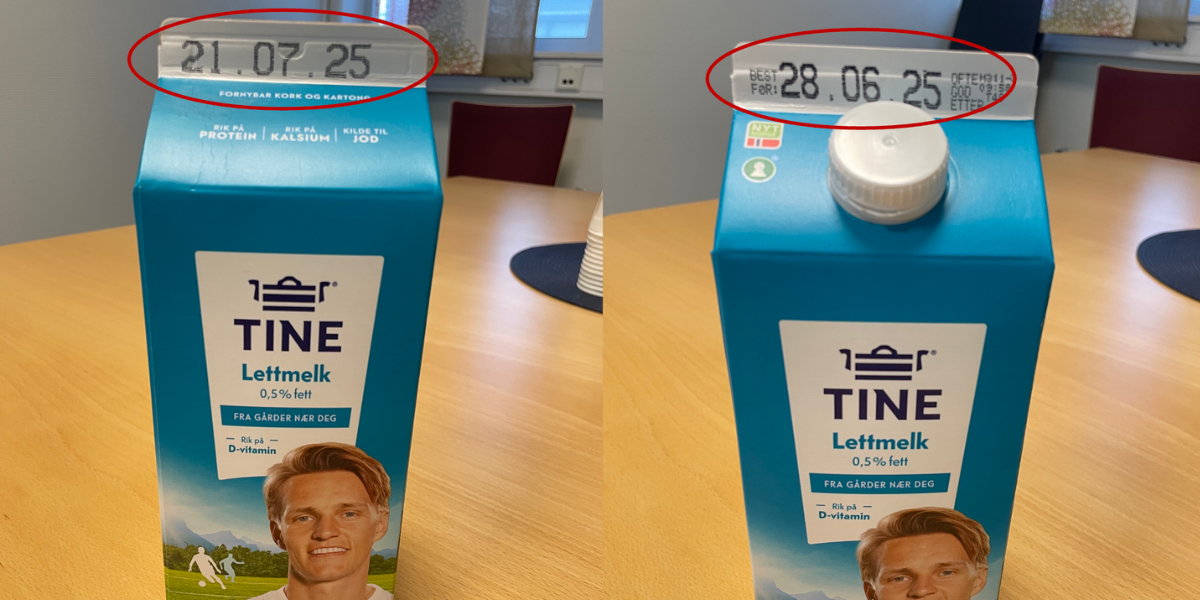 21.07.25
FORNYBAR KORK OG KARTONG
RIK PÅ PROTEIN
RIK PÅ KALSIUM
KILDE TIL JOD
TINE
Lettmelk
0,5% fett
FRA GÅRDER NÆR DEG
Rik på
D-vitamin
BEST FØR: 28.06.25
OFTE GOD ETTER
NYT
TINE
Lettmelk
0,5% fett
FRA GÅRDER NÆR DEG
Rik på
D-vitamin